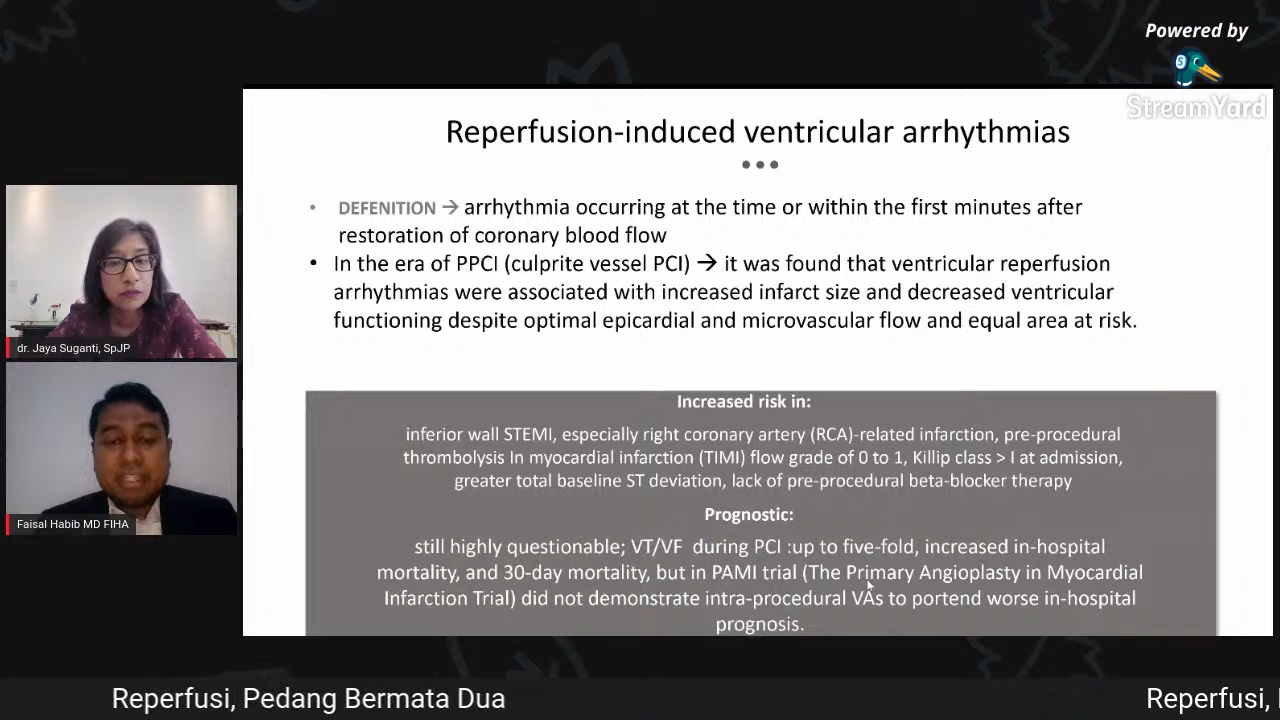 Powered by
StreamYard
Reperfusion-induced ventricular arrhythmias
• DEFENITION → arrhythmia occurring at the time or within the first minutes after
restoration of coronary blood flow
• In the era of PPCI (culprite vessel PCI) → it was found that ventricular reperfusion
arrhythmias were associated with increased infarct size and decreased ventricular
functioning despite optimal epicardial and microvascular flow and equal area at risk.
Increased risk in:
inferior wall STEMI, especially right coronary artery (RCA)-related infarction, pre-procedural
thrombolysis In myocardial infarction (TIMI) flow grade of 0 to 1, Killip class > I at admission,
greater total baseline ST deviation, lack of pre-procedural beta-blocker therapy
Prognostic:
still highly questionable; VT/VF during PCI :up to five-fold, increased in-hospital
mortality, and 30-day mortality, but in PAMI trial (The Primary Angioplasty in Myocardial
Infarction Trial) did not demonstrate intra-procedural VAs to portend worse in-hospital
prognosis.
dr. Jaya Suganti, SpJP
Faisal Habib MD FIHA
Reperfusi, Pedang Bermata Dua
Reperfusi,